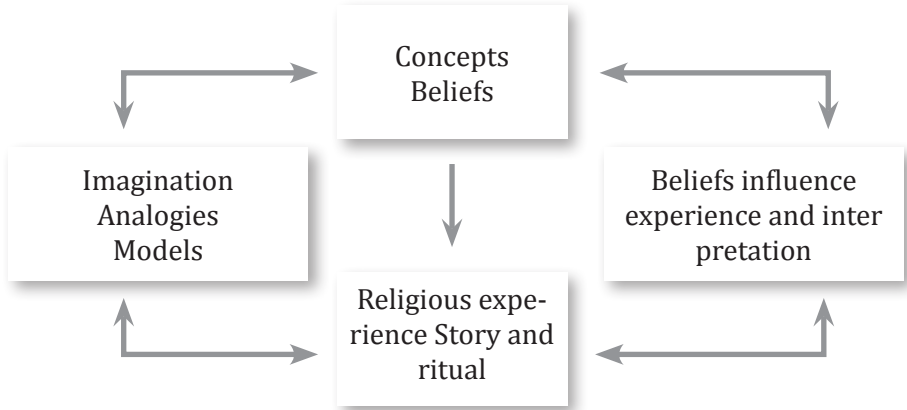 Concepts
Beliefs
Imagination
Analogies
Models
Beliefs influence
experience and inter
pretation
Religious expe-
rience Story and
ritual